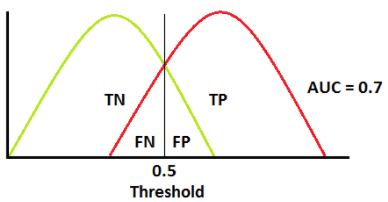 TN
TP
AUC = 0.7
FN
FP
0.5
Threshold